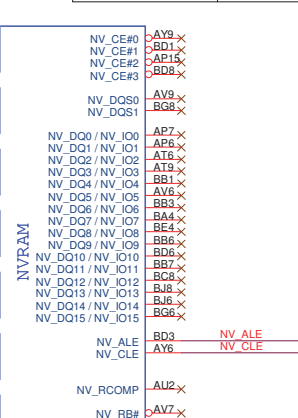 NV_CE#0 AY9
NV_CE#1 BD1
NV_CE#2 AP15
NV_CE#3 BD8
NV_DQS0 AV9
NV_DQS1 BG8
NV_DQ0 / NV_IO0 AP7
NV_DQ1 / NV_IO1 AP6
NV_DQ2 / NV_IO2 AT6
NV_DQ3 / NV_IO3 AT9
NV_DQ4 / NV_IO4 BB1
NV_DQ5 / NV_IO5 AV6
NV_DQ6 / NV_IO6 BB3
NV_DQ7 / NV_IO7 BA4
NV_DQ8 / NV_IO8 BE4
NV_DQ9 / NV_IO9 BB6
NV_DQ10 / NV_IO10 BD6
NV_DQ11 / NV_IO11 BB7
NV_DQ12 / NV_IO12 BC8
NV_DQ13 / NV_IO13 BJ8
NV_DQ14 / NV_IO14 BJ6
NV_DQ15 / NV_IO15 BG6
NVRAM
NV_ALE BD3 NV_ALE
NV_CLE AY6 NV_CLE
NV_RCOMP AU2
NV_RB# AV7